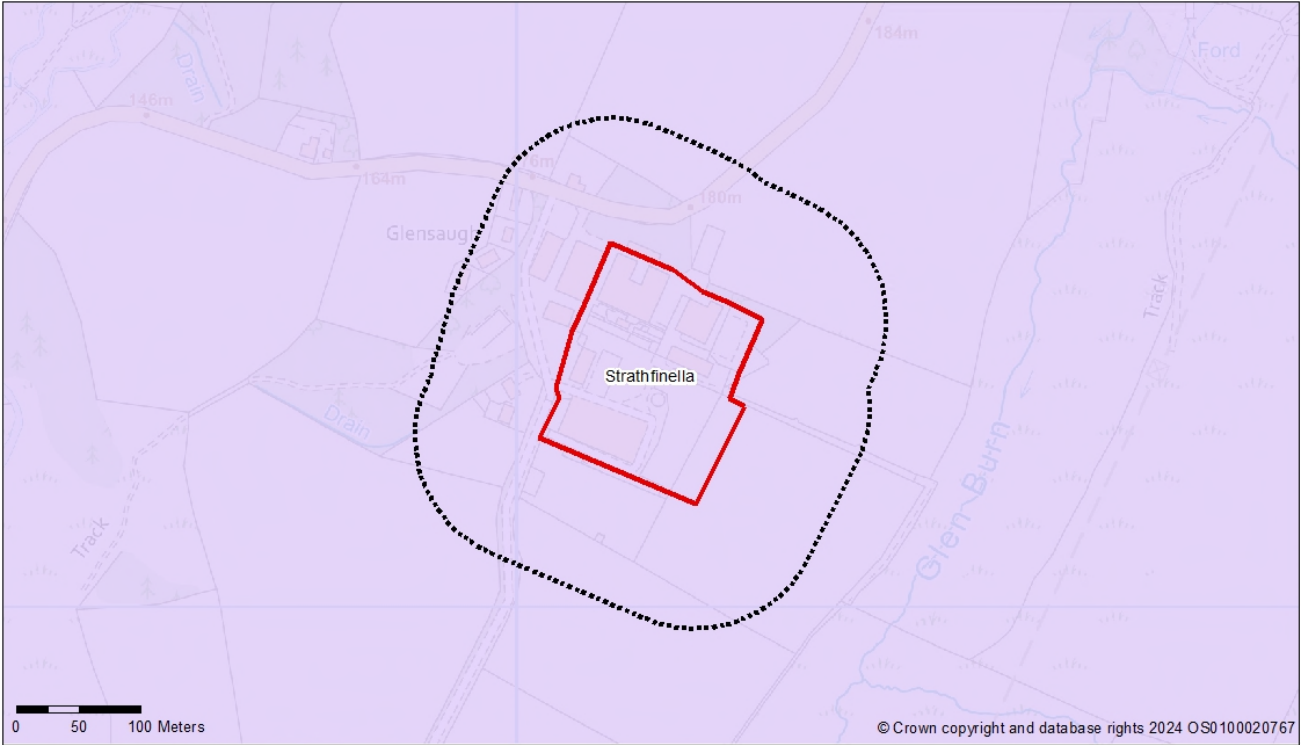 184m
Ford
Drain
146m
164m
6m
180m
Glensaugh
Track
Strathfinella
Drain
Glen Burn
Track
0 50 100 Meters
© Crown copyright and database rights 2024 OS0100020767